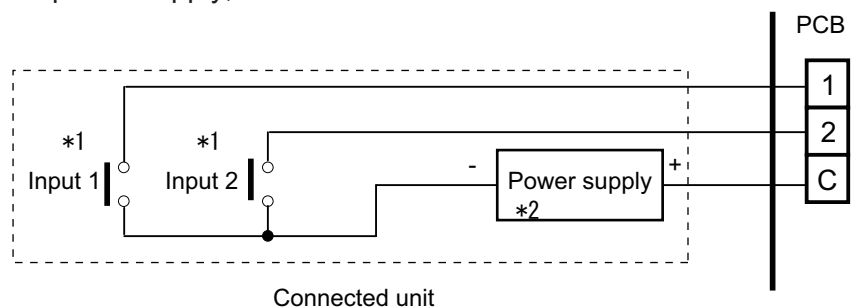 PCB
1
*1 *1
2
- +
Input 1 Input 2 Power supply
C
*2
Connected unit